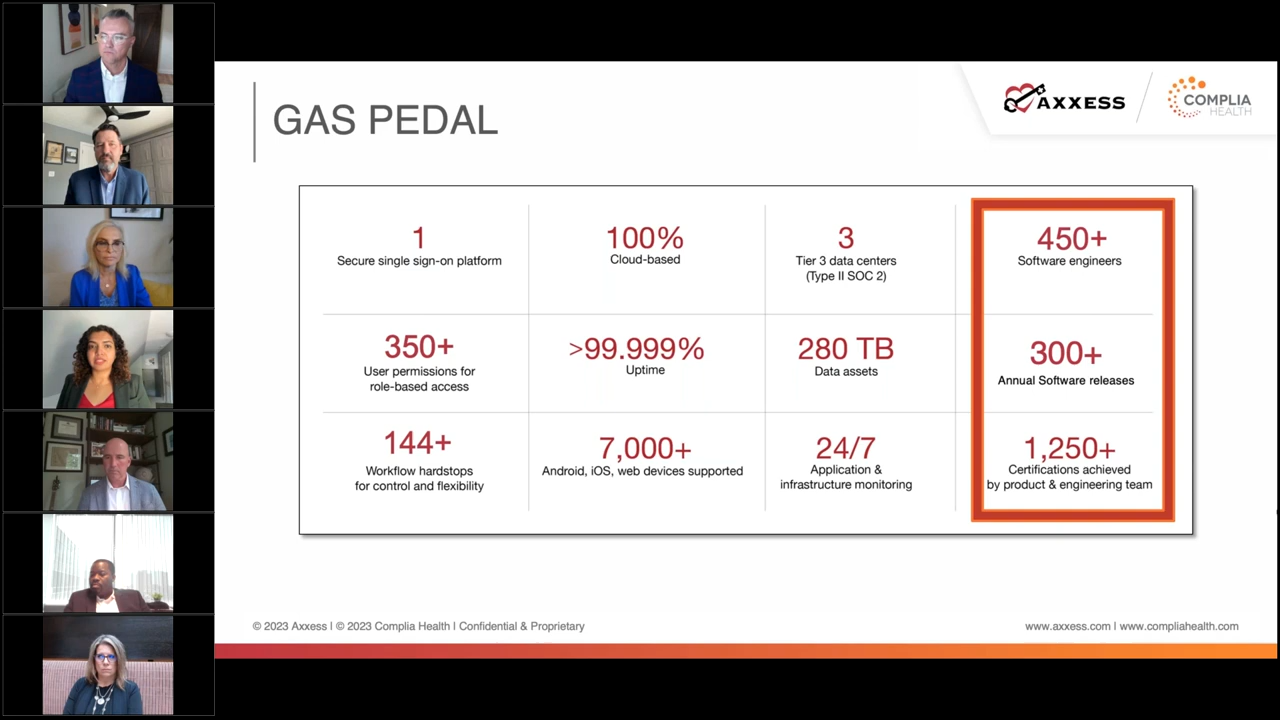 GAS PEDAL
AXXESS
COMPLIA
HEALTH
1
Secure single sign-on platform
100%
Cloud-based
3
Tier 3 data centers
(Type II SOC 2)
450+
Software engineers
350+
User permissions for
role-based access
>99.999%
Uptime
280 TB
Data assets
300+
Annual Software releases
144+
Workflow hardstops
for control and flexibility
7,000+
Android, iOS, web devices supported
24/7
Application &
infrastructure monitoring
1,250+
Certifications achieved
by product & engineering team
© 2023 Axxess | © 2023 Complia Health | Confidential & Proprietary
www.axxess.com | www.compliahealth.com